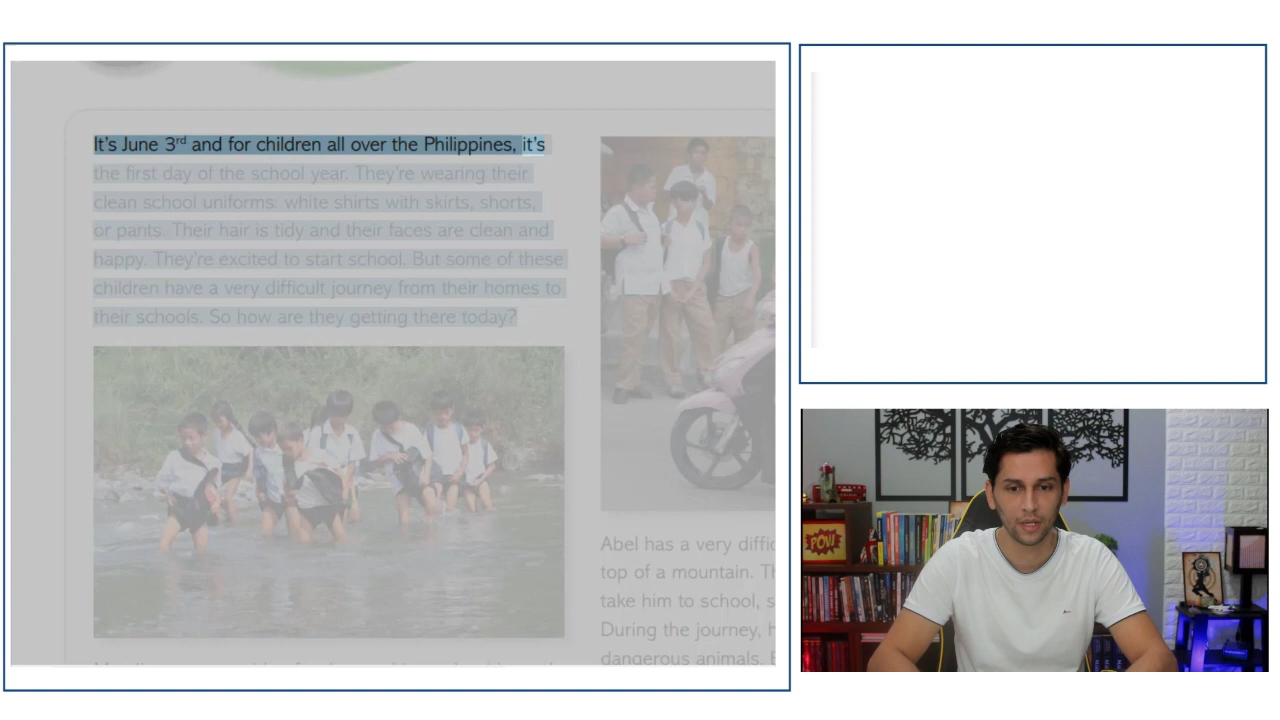 It's June 3rd and for children all over the Philippines, it's
the first day of the school year. They're wearing their
clean school uniforms: white shirts with skirts, shorts,
or pants. Their hair is tidy and their faces are clean and
happy. They're excited to start school. But some of these
children have a very difficult journey from their homes to
their schools. So how are they getting there today?
Abel has a very diffic
top of a mountain. Th
take him to school, s
During the journey, h
dangerous animals. B
POW!